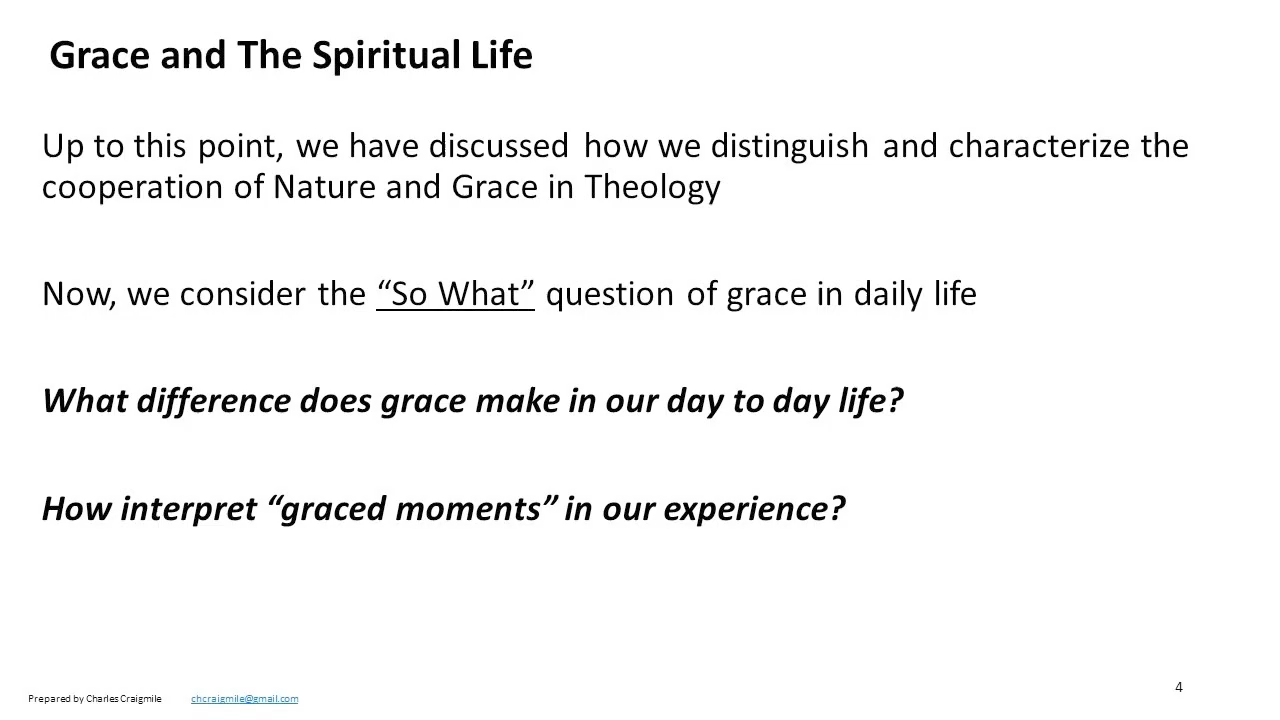 Grace and The Spiritual Life
Up to this point, we have discussed how we distinguish and characterize the
cooperation of Nature and Grace in Theology
Now, we consider the “So What” question of grace in daily life
What difference does grace make in our day to day life?
How interpret “graced moments” in our experience?
Prepared by Charles Craigmile chcraigmile@gmail.com
4